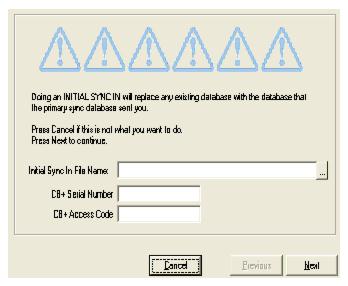 Doing an INITIAL SYNC IN will replace any existing database with the database that
the primary sync database sent you.
Press Cancel if this is not what you want to do.
Press Next to continue.
Initial Sync In File Name:
...
CB+ Serial Number
CB+ Access Code
Cancel
Previous
Next